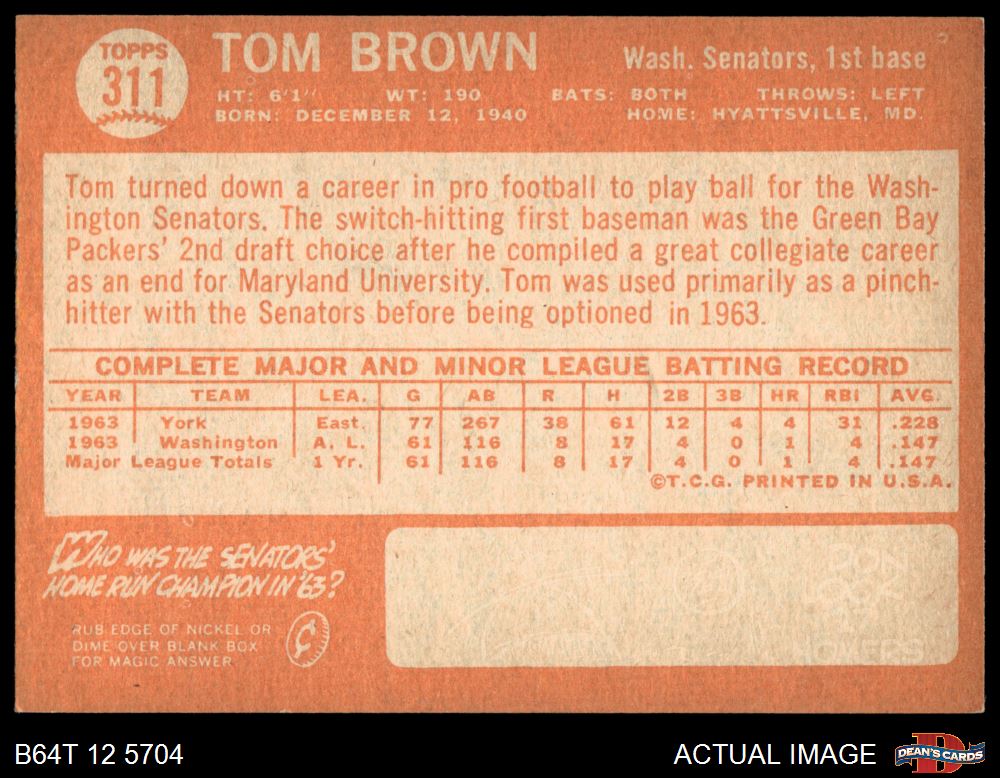 TOPPS
311
TOM BROWN
Wash. Senators, 1st base
HT: 6'1" WT: 190 BATS: BOTH THROWS: LEFT
BORN: DECEMBER 12, 1940 HOME: HYATTSVILLE, MD.
Tom turned down a career in pro football to play ball for the Wash-
ington Senators. The switch-hitting first baseman was the Green Bay
Packers' 2nd draft choice after he compiled a great collegiate career
as an end for Maryland University. Tom was used primarily as a pinch-
hitter with the Senators before being optioned in 1963.
COMPLETE MAJOR AND MINOR LEAGUE BATTING RECORD
YEAR TEAM LEA. G AB R H 2B 3B HR RBI AVG.
1963 York East. 77 267 38 61 12 4 4 31 .228
1963 Washington A. L. 61 116 8 17 4 0 1 4 .147
Major League Totals 1 Yr. 61 116 8 17 4 0 1 4 .147
©T.C.G. PRINTED IN U.S.A.
WHO WAS THE SENATORS'
HOME RUN CHAMPION IN '63?
RUB EDGE OF NICKEL OR
DIME OVER BLANK BOX
FOR MAGIC ANSWER
DON
LOCK
B64T 12 5704
ACTUAL IMAGE
DEAN'S CARDS